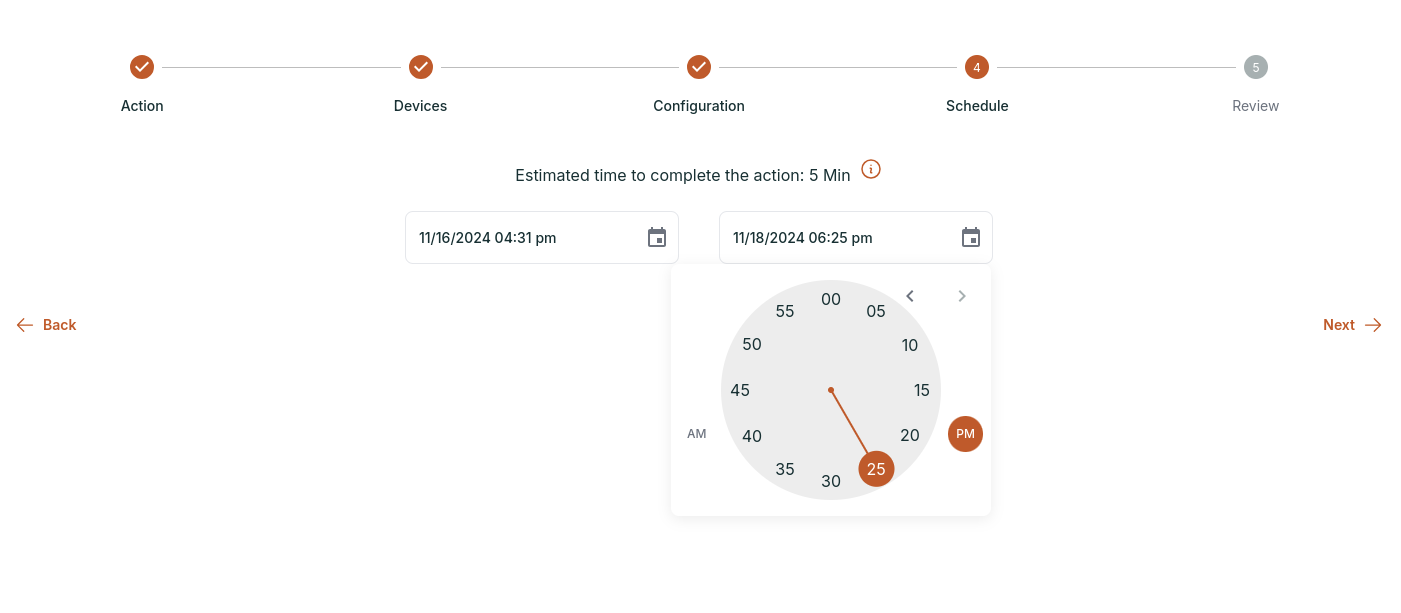 4
5
Action
Devices
Configuration
Schedule
Review
Estimated time to complete the action: 5 Min
11/16/2024 04:31 pm
11/18/2024 06:25 pm
Back
Next
00
05
10
15
20
25
30
35
40
45
50
55
AM
PM